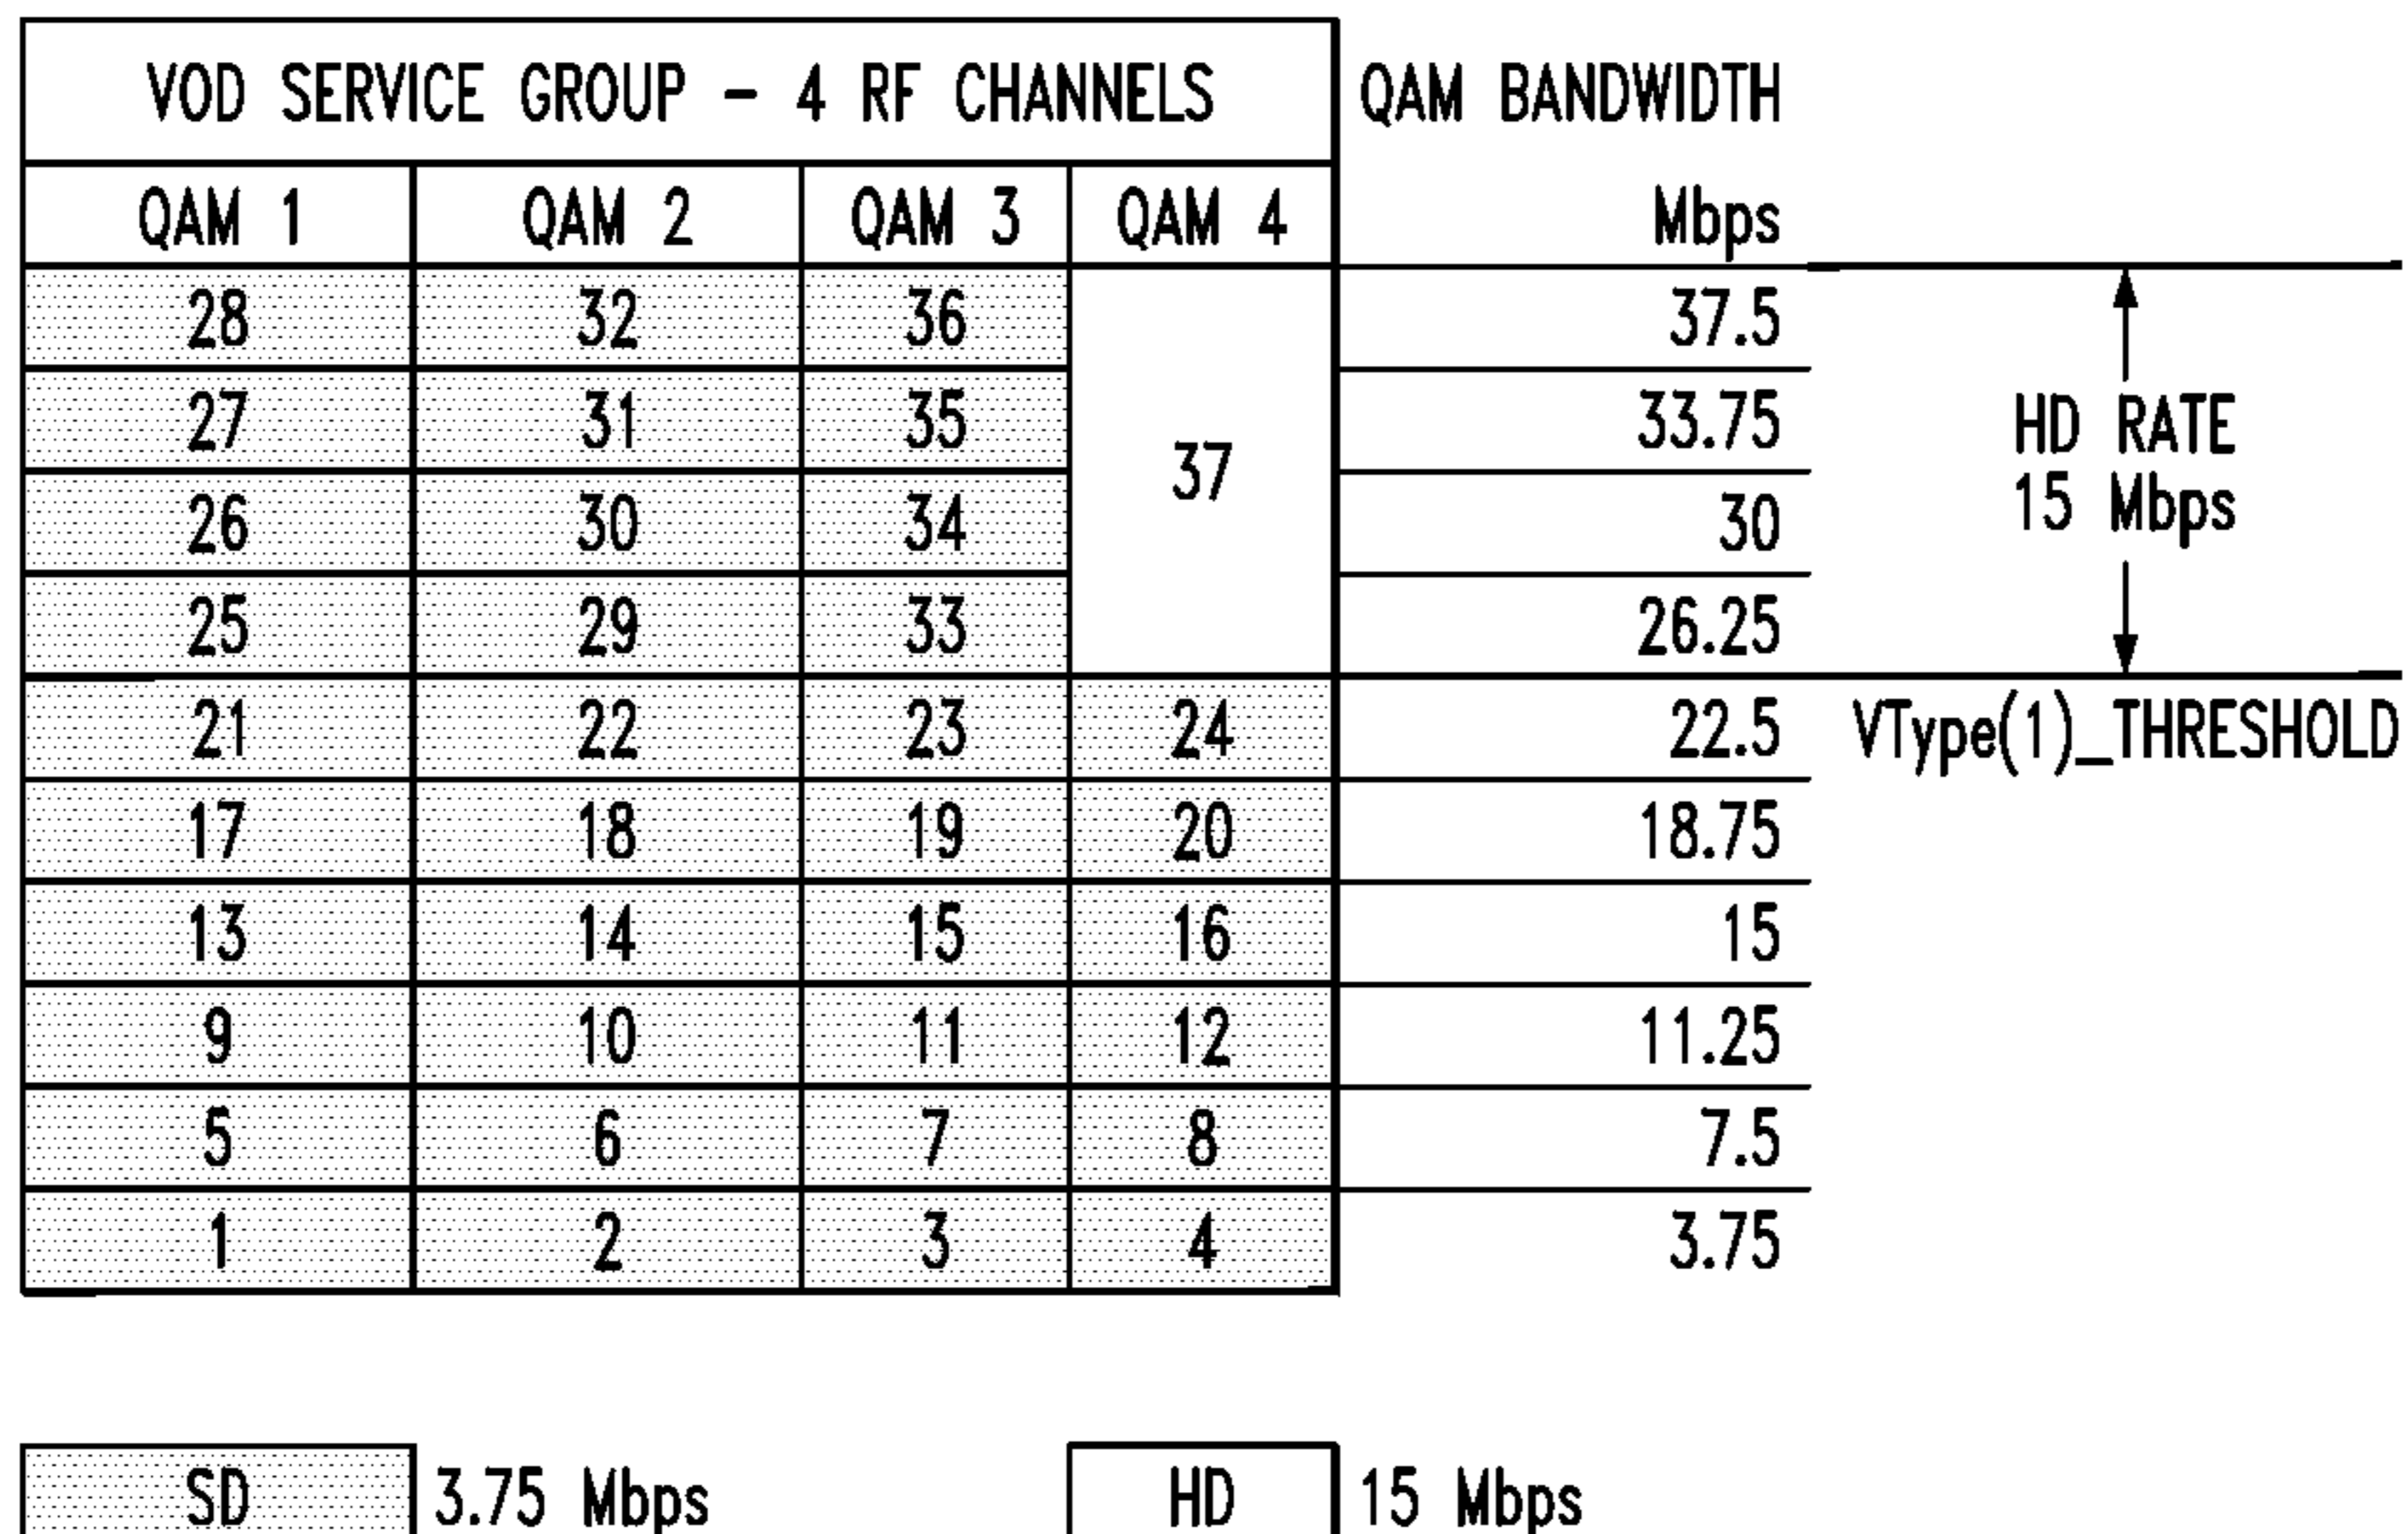 VOD SERVICE GROUP - 4 RF CHANNELS QAM BANDWIDTH
QAM 1 QAM 2 QAM 3 QAM 4 Mbps
28 32 36 37.5
27 31 35 33.75 HD RATE
37 15 Mbps
26 30 34 30
25 29 33 26.25
21 22 23 24 22.5 VType(1)_THRESHOLD
17 18 19 20 18.75
13 14 15 16 15
9 10 11 12 11.25
5 6 7 8 7.5
1 2 3 4 3.75
SD 3.75 Mbps HD 15 Mbps